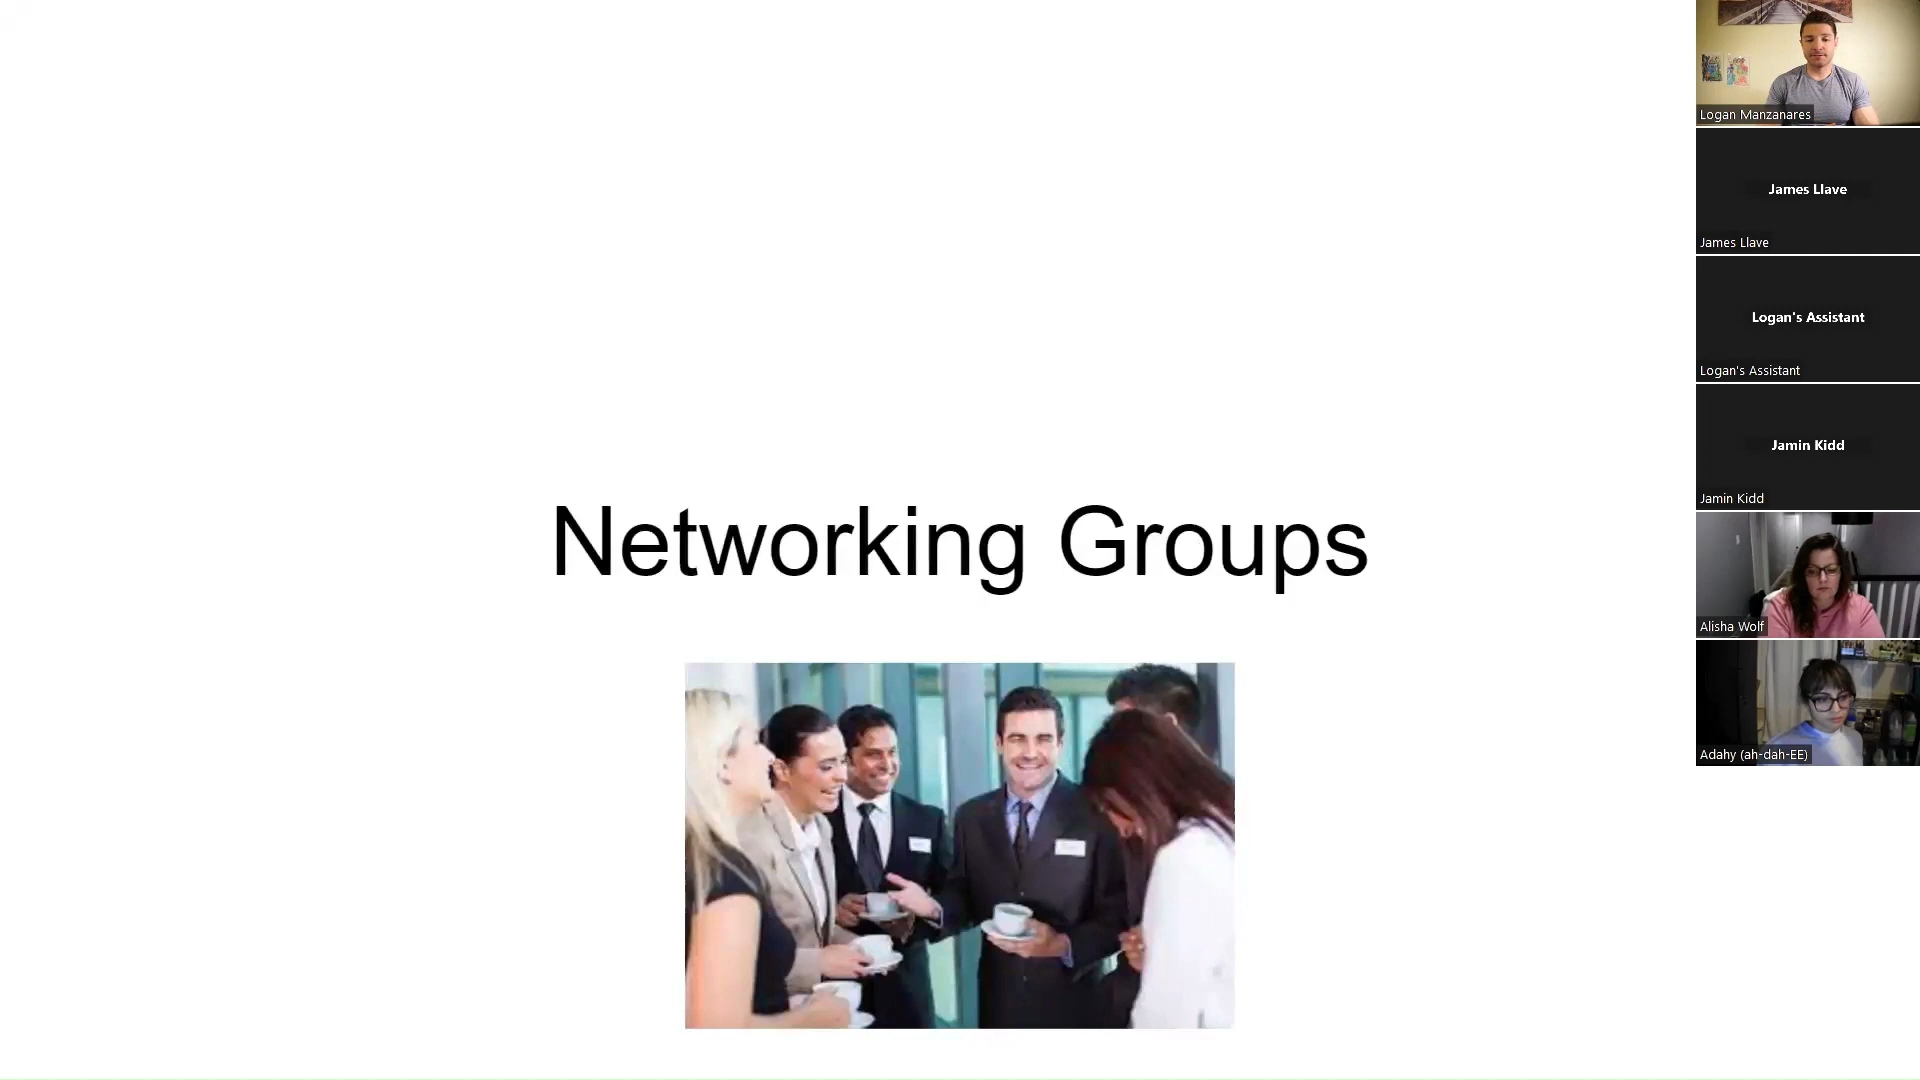 Networking Groups
Logan Manzanares
James Llave
James Llave
Logan's Assistant
Logan's Assistant
Jamin Kidd
Jamin Kidd
Alisha Wolf
Adahy (ah-dah-EE)